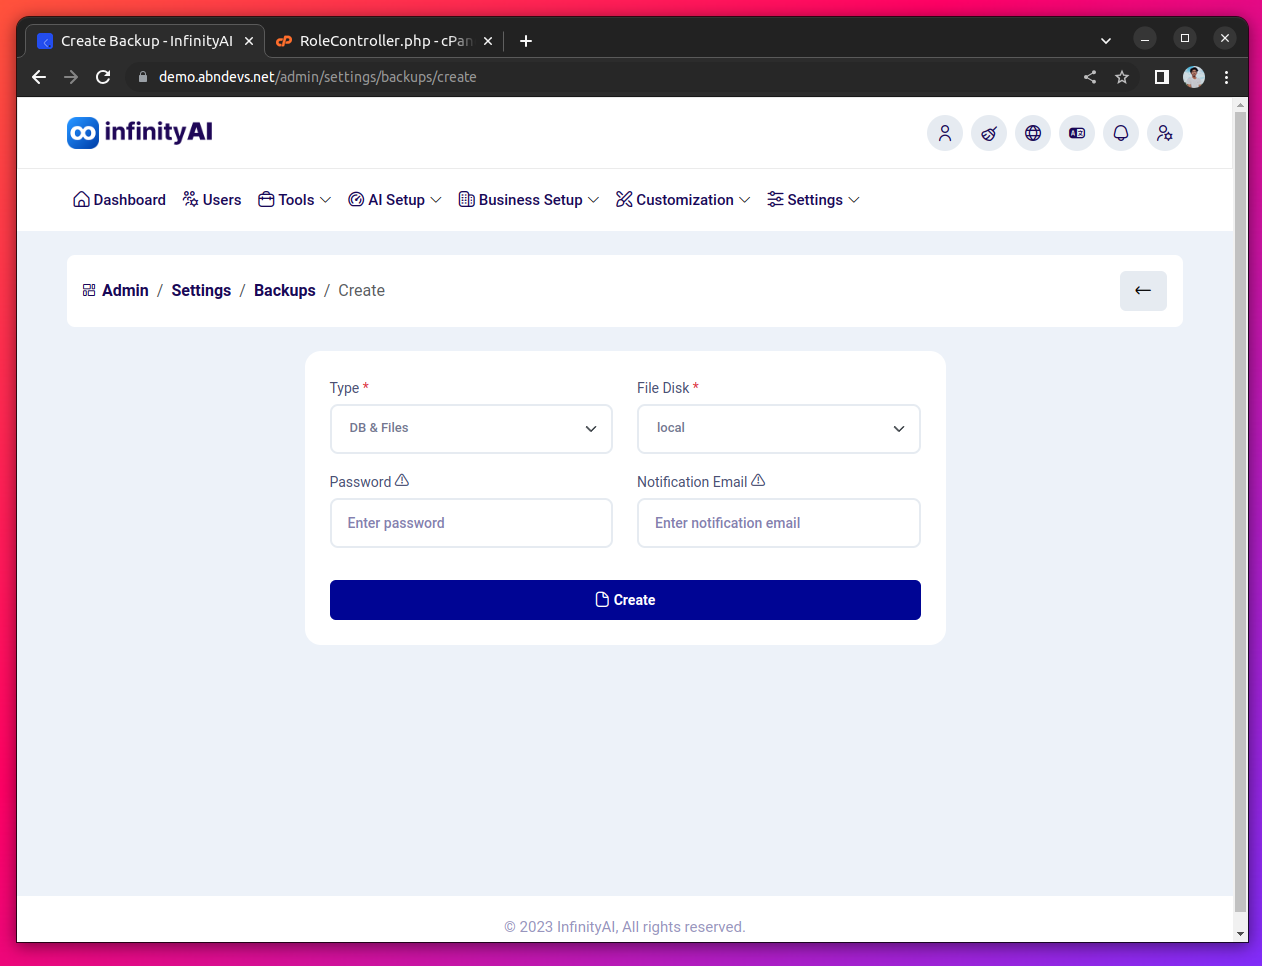 Create Backup - InfinityAI
RoleController.php - cPan
demo.abndevs.net/admin/settings/backups/create
infinityAI
Dashboard Users Tools AI Setup Business Setup Customization Settings
Admin / Settings / Backups / Create
Type * File Disk *
DB & Files local
Password Notification Email
Enter password Enter notification email
Create
© 2023 InfinityAI, All rights reserved.